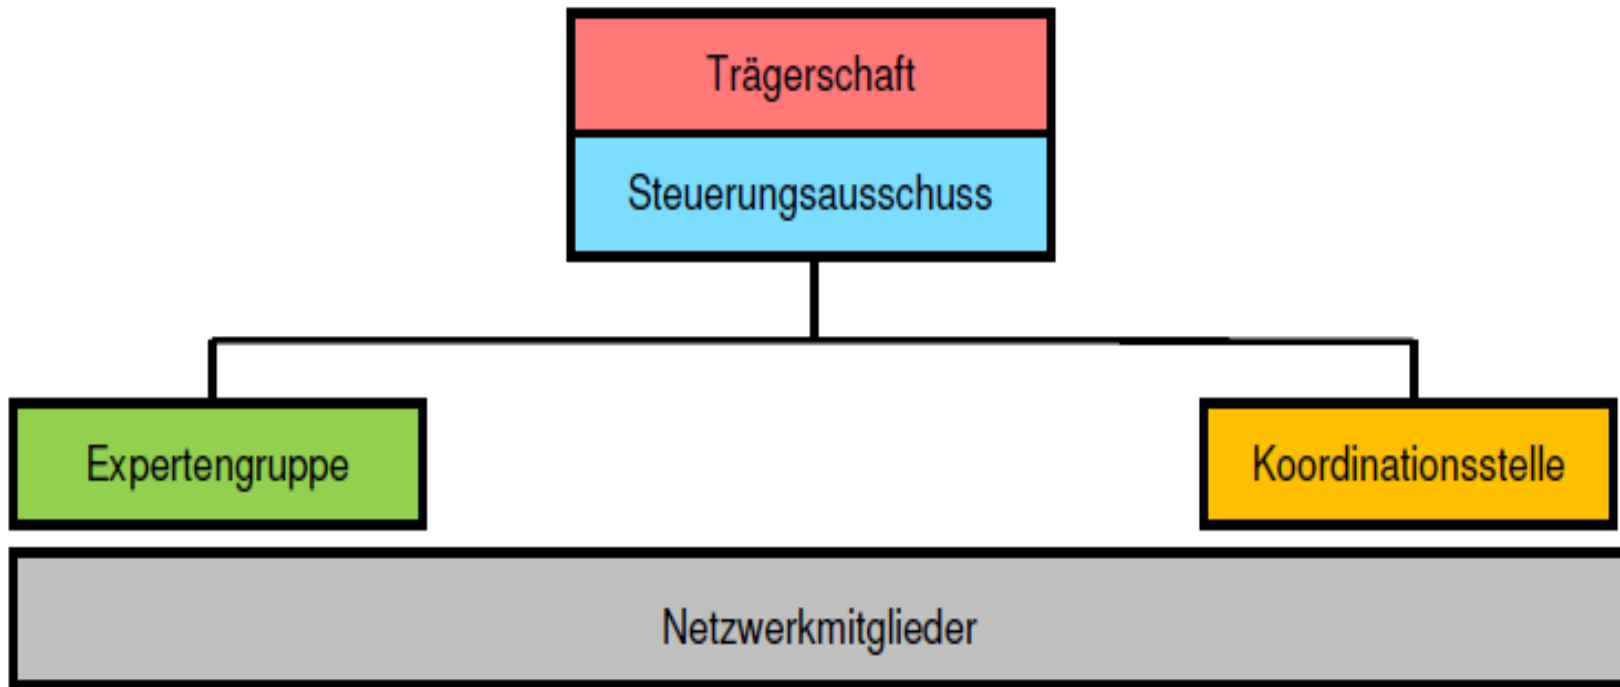 Trägerschaft
Steuerungsausschuss
Expertengruppe
Koordinationsstelle
Netzwerkmitglieder